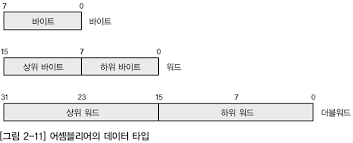 7 0
바이트 바이트
15 7 0
상위 바이트 하위 바이트 워드
31 23 15 7 0
상위 워드 하위 워드 더블워드
[그림 2-11] 어셈블리어의 데이터 타입